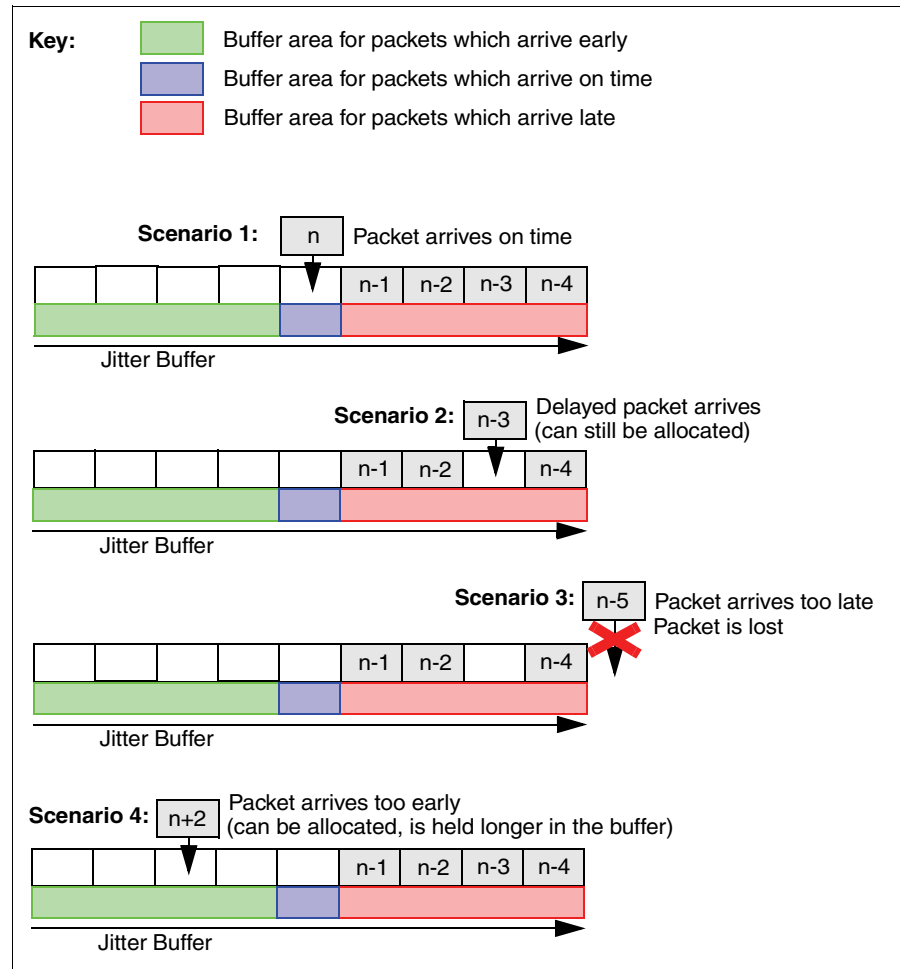 Key:
Buffer area for packets which arrive early
Buffer area for packets which arrive on time
Buffer area for packets which arrive late
Scenario 1: n Packet arrives on time
n-1 n-2 n-3 n-4
Jitter Buffer
Scenario 2: n-3 Delayed packet arrives
(can still be allocated)
n-1 n-2 n-4
Jitter Buffer
Scenario 3: n-5 Packet arrives too late
Packet is lost
n-1 n-2 n-4
Jitter Buffer
Scenario 4: n+2 Packet arrives too early
(can be allocated, is held longer in the buffer)
n-1 n-2 n-3 n-4
Jitter Buffer